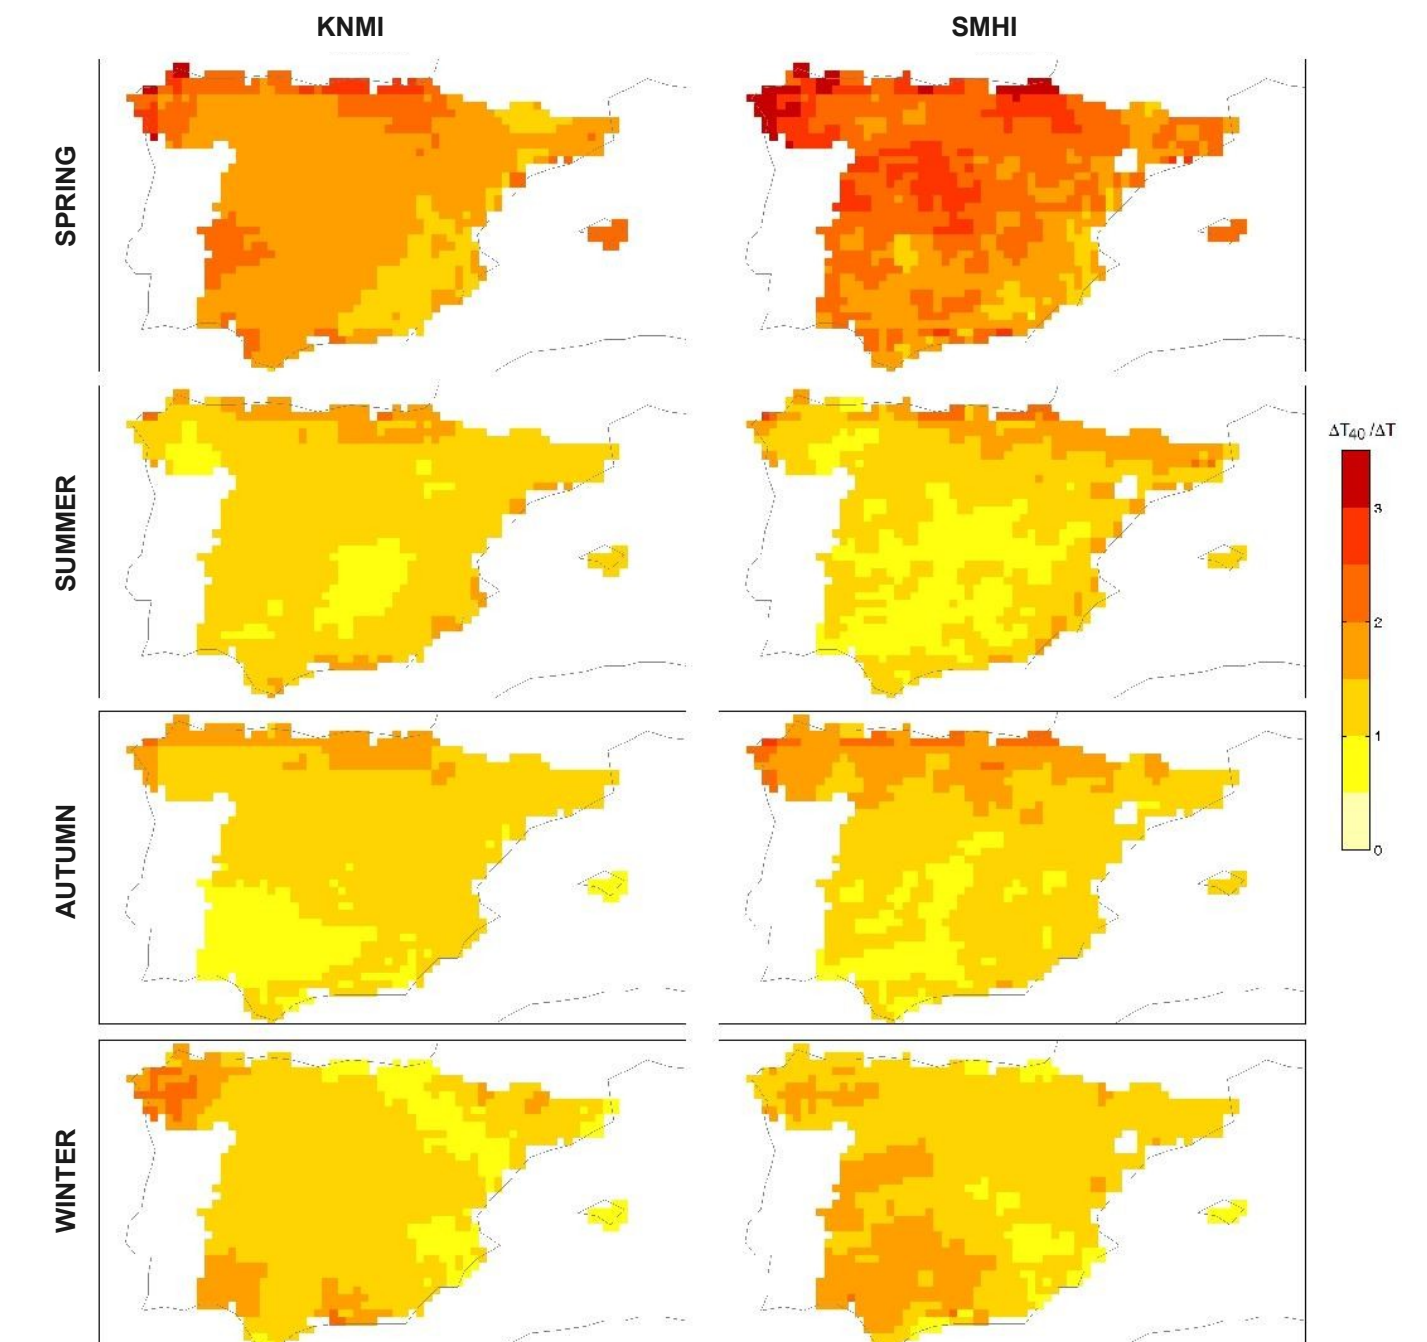 KNMI SMHI
SPRING
SUMMER
ΔT40 /ΔT
3
2
1
0
AUTUMN
WINTER